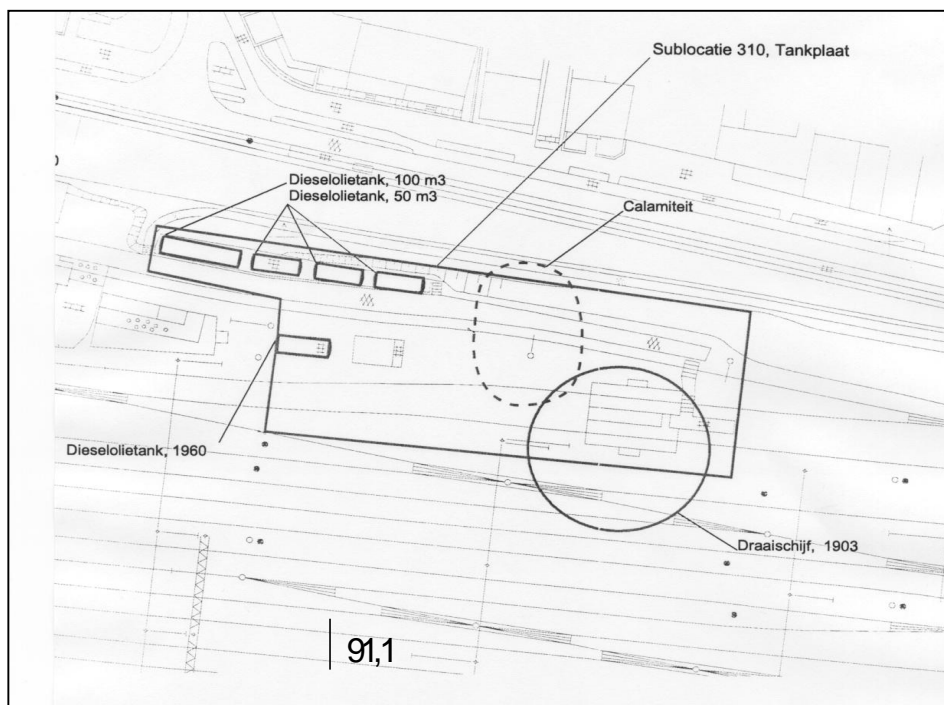 Sublocatie 310, Tankplaat
Dieselolietank, 100 m3
Dieselolietank, 50 m3
Calamiteit
Dieselolietank, 1960
Draaischijf, 1903
91,1